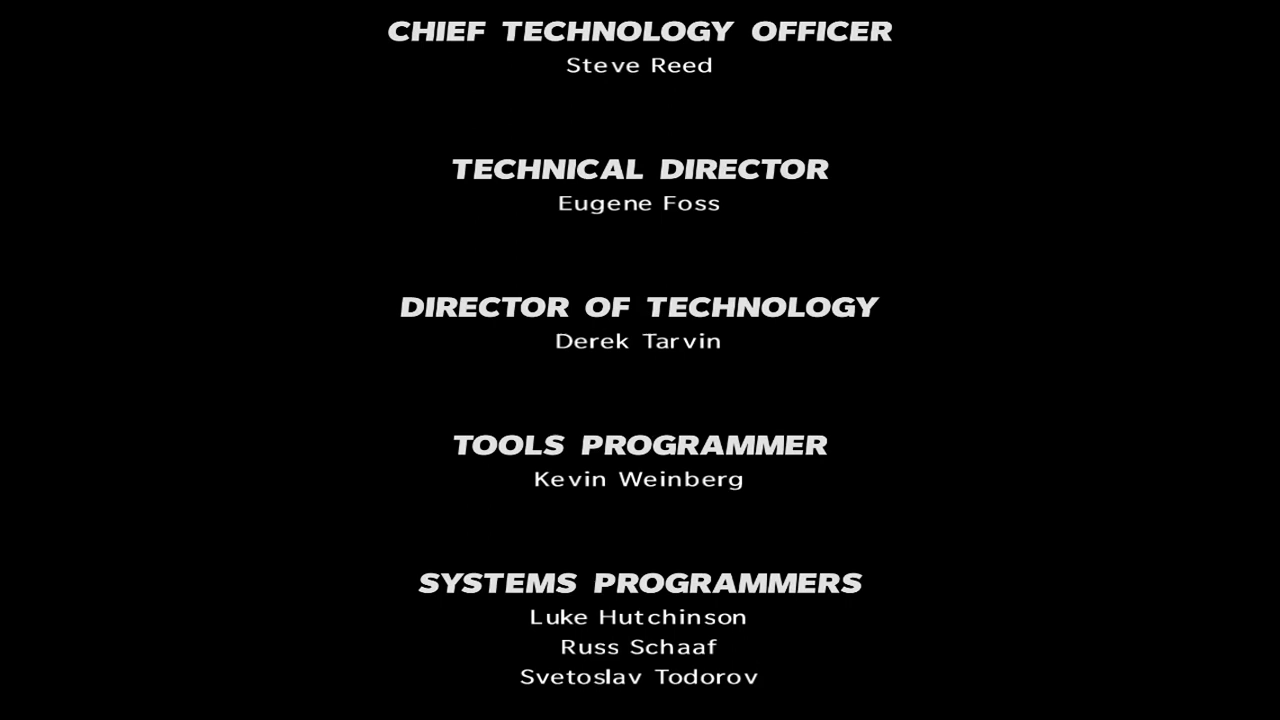 CHIEF TECHNOLOGY OFFICER
Steve Reed
TECHNICAL DIRECTOR
Eugene Foss
DIRECTOR OF TECHNOLOGY
Derek Tarvin
TOOLS PROGRAMMER
Kevin Weinberg
SYSTEMS PROGRAMMERS
Luke Hutchinson
Russ Schaaf
Svetoslav Todorov